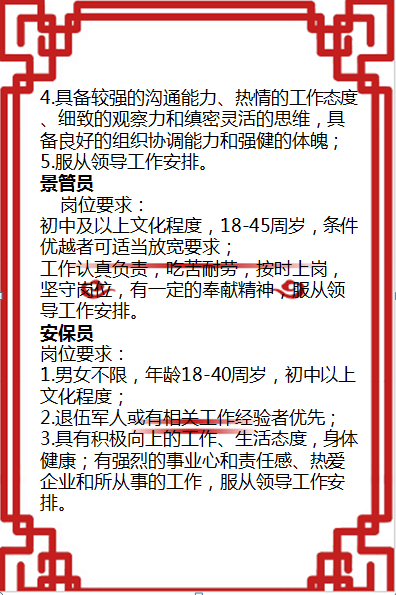 4.具备较强的沟通能力、热情的工作态度
、细致的观察力和缜密灵活的思维，具
备良好的组织协调能力和强健的体魄；
5.服从领导工作安排。
景管员
岗位要求：
初中及以上文化程度，18-45周岁，条件
优越者可适当放宽要求；
工作认真负责，吃苦耐劳，按时上岗，
坚守岗位，有一定的奉献精神，服从领
导工作安排。
安保员
岗位要求：
1.男女不限，年龄18-40周岁，初中以上
文化程度；
2.退伍军人或有相关工作经验者优先；
3.具有积极向上的工作、生活态度，身体
健康；有强烈的事业心和责任感、热爱
企业和所从事的工作，服从领导工作安
排。